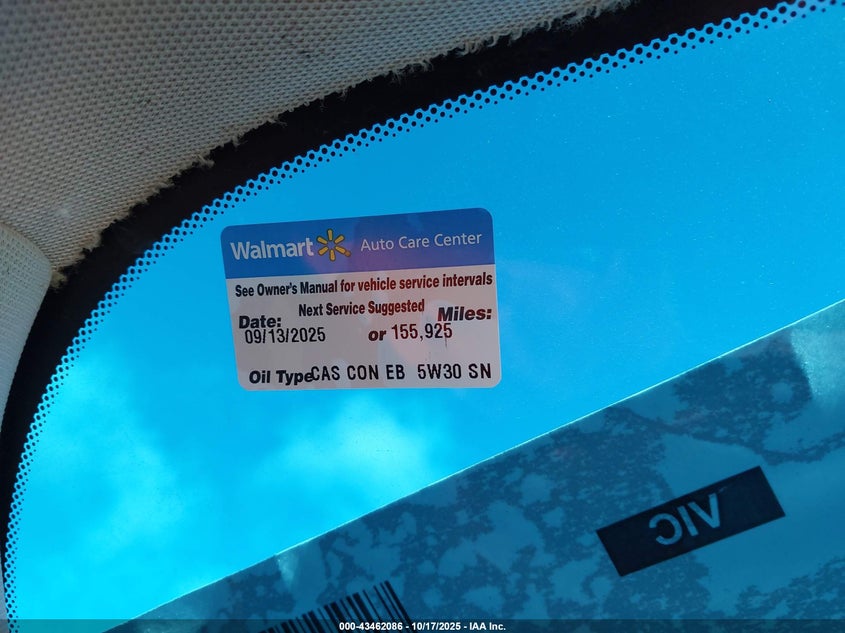 Walmart Auto Care Center
See Owner's Manual for vehicle service intervals
Next Service Suggested
Date: Miles:
09/13/2025 or 155,925
Oil Type CAS CON EB 5W30 SN
VIC
000-43462086 - 10/17/2025 - IAA Inc.